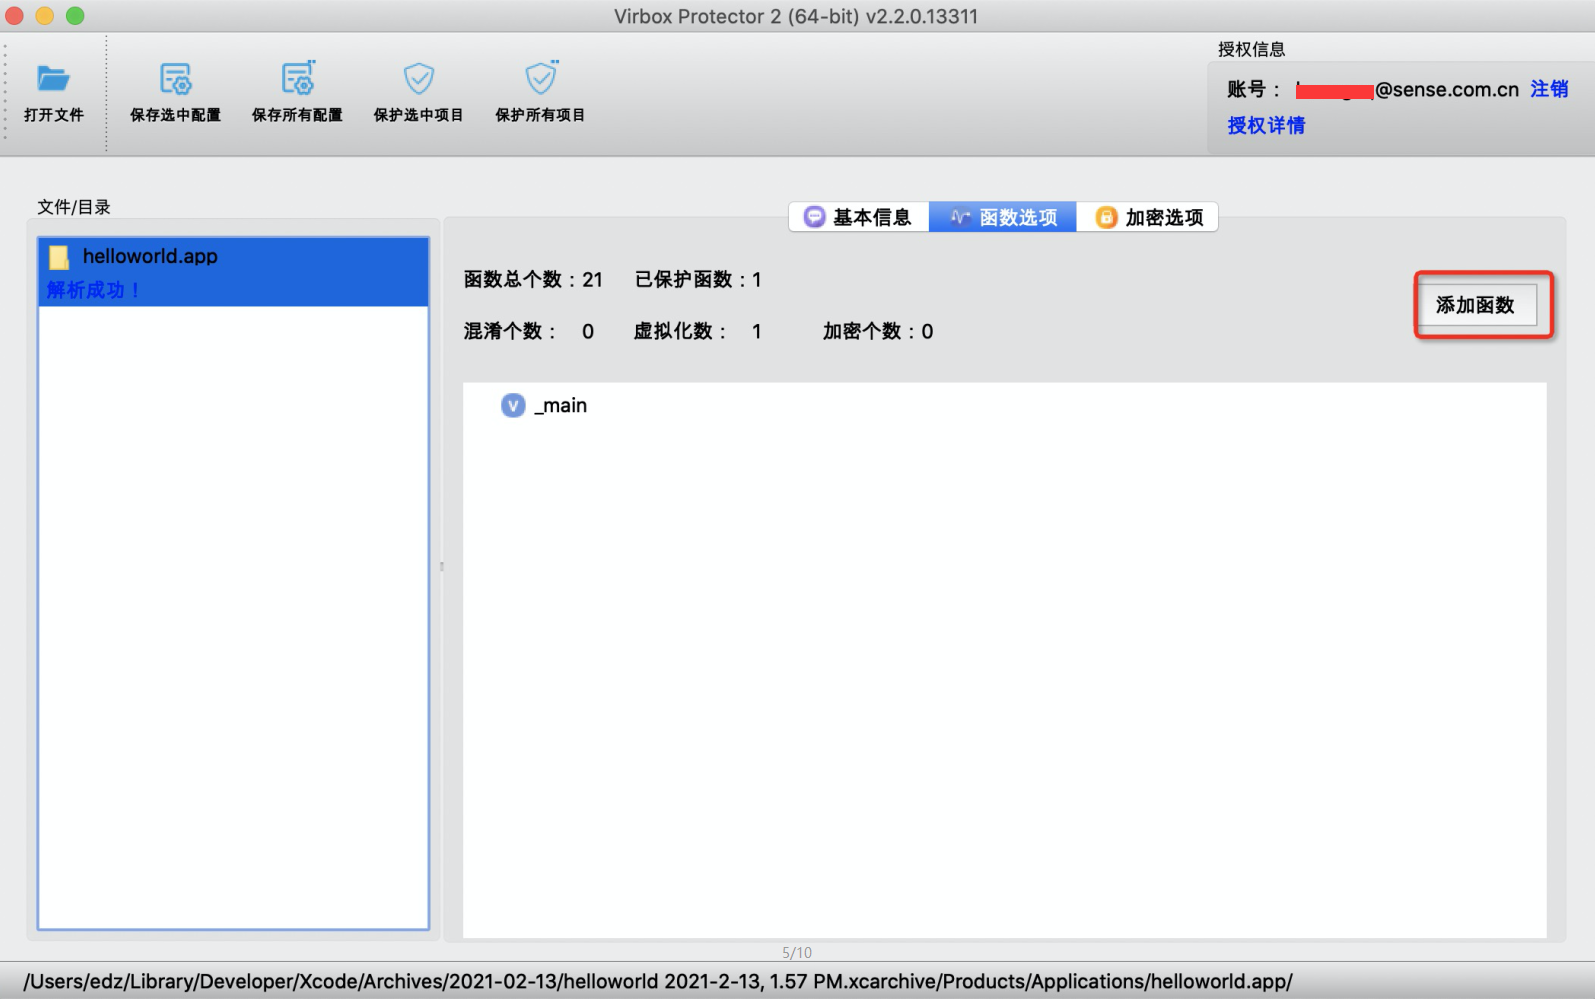 Virbox Protector 2 (64-bit) v2.2.0.13311
打开文件
保存选中配置
保存所有配置
保护选中项目
保护所有项目
授权信息
账号： @sense.com.cn 注销
授权详情
文件/目录
helloworld.app
解析成功！
基本信息
函数选项
加密选项
函数总个数：21 已保护函数：1
混淆个数： 0 虚拟化数： 1 加密个数：0
添加函数
V _main
5/10
/Users/edz/Library/Developer/Xcode/Archives/2021-02-13/helloworld 2021-2-13, 1.57 PM.xcarchive/Products/Applications/helloworld.app/